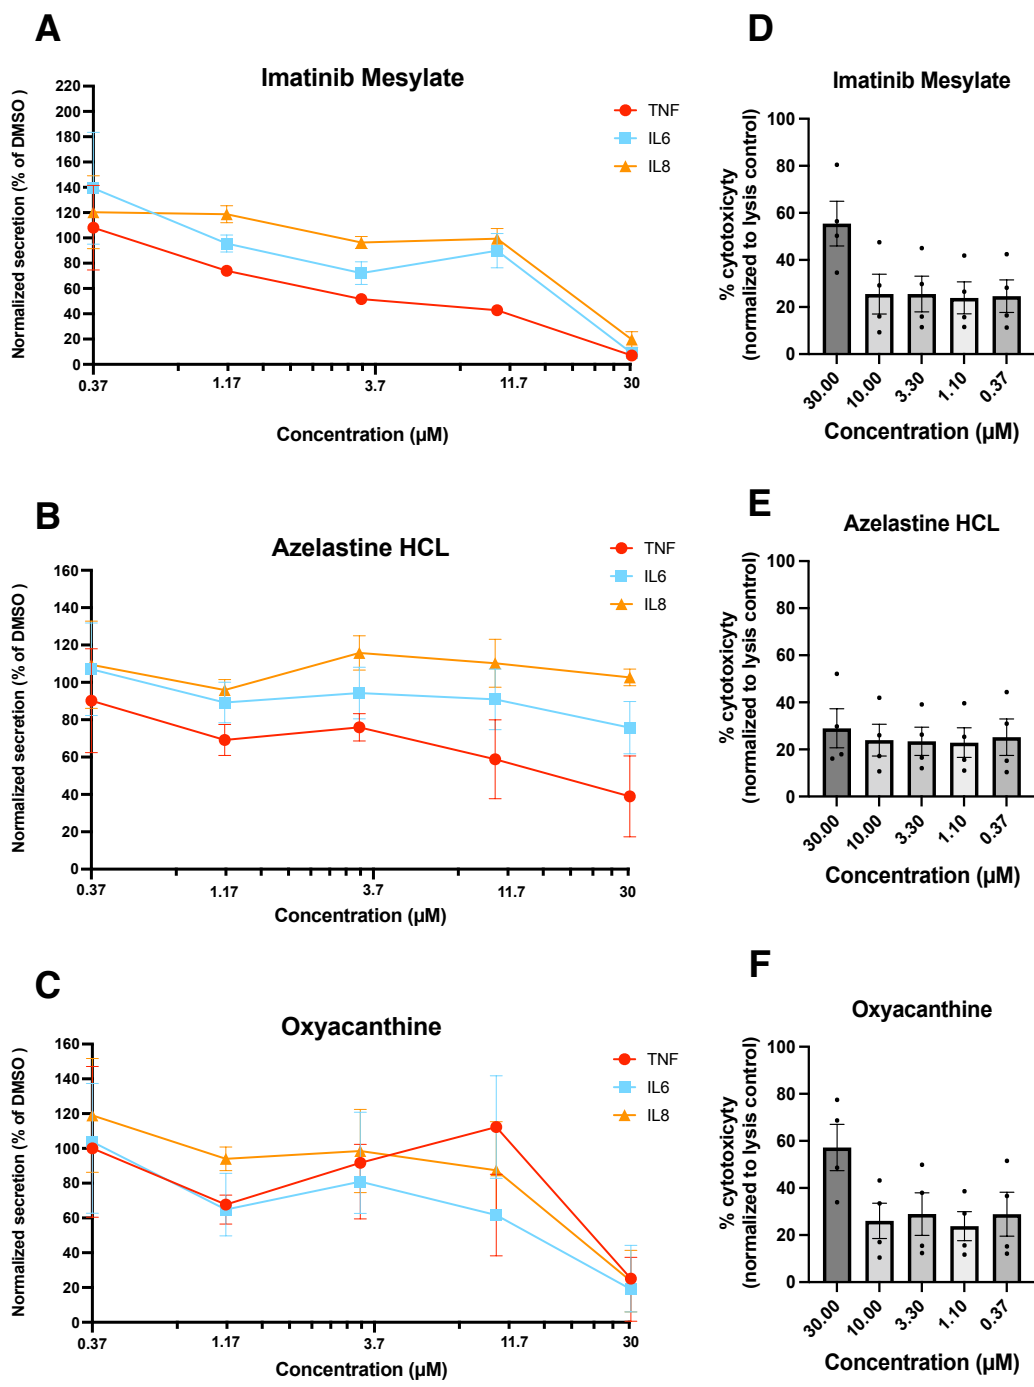 A
Imatinib Mesylate
Normalized secretion (% of DMSO )
220
200
180
160
140
120
100
80
60
40
20
0
0.37 1.17 3.7 11.7 30
Concentration (µM)
TNF
IL6
IL8
D
Imatinib Mesylate
% cytotoxicyty
(normalized to lysis control)
100
80
60
40
20
0
30.00 10.00 3.30 1.10 0.37
Concentration (µM)
B
Azelastine HCL
Normalized secretion (% of DMSO )
160
140
120
100
80
60
40
20
0
0.37 1.17 3.7 11.7 30
Concentration (µM)
TNF
IL6
IL8
E
Azelastine HCL
% cytotoxicyty
(normalized to lysis control)
100
80
60
40
20
0
30.00 10.00 3.30 1.10 0.37
Concentration (µM)
C
Oxyacanthine
Normalized secretion (% of DMSO )
160
140
120
100
80
60
40
20
0
0.37 1.17 3.7 11.7 30
Concentration (µM)
TNF
IL6
IL8
F
Oxyacanthine
% cytotoxicyty
(normalized to lysis control)
100
80
60
40
20
0
30.00 10.00 3.30 1.10 0.37
Concentration (µM)